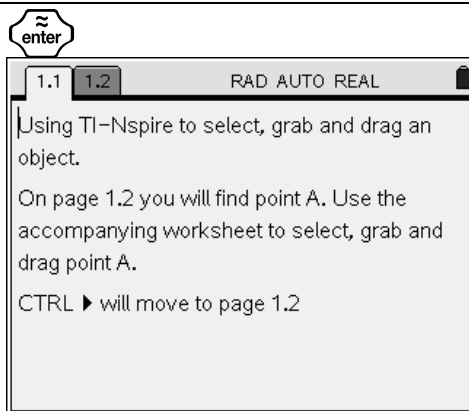 ≈
enter
1.1 1.2 RAD AUTO REAL
Using TI-Nspire to select, grab and drag an
object.
On page 1.2 you will find point A. Use the
accompanying worksheet to select, grab and
drag point A.
CTRL ▶ will move to page 1.2